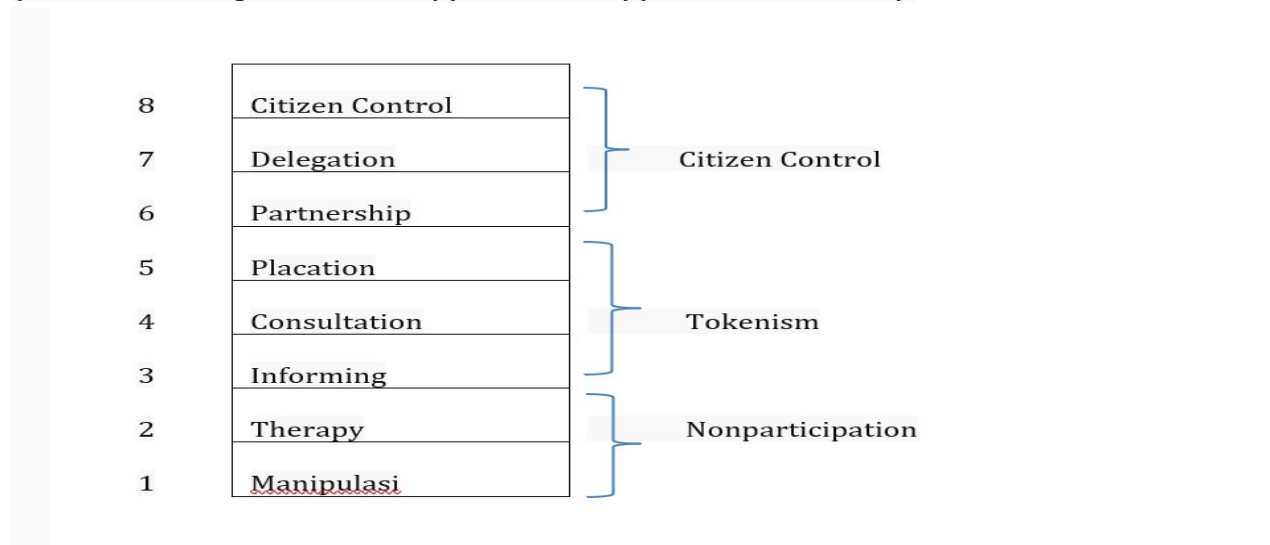 8 Citizen Control
7 Delegation Citizen Control
6 Partnership
5 Placation
4 Consultation Tokenism
3 Informing
2 Therapy Nonparticipation
1 Manipulasi